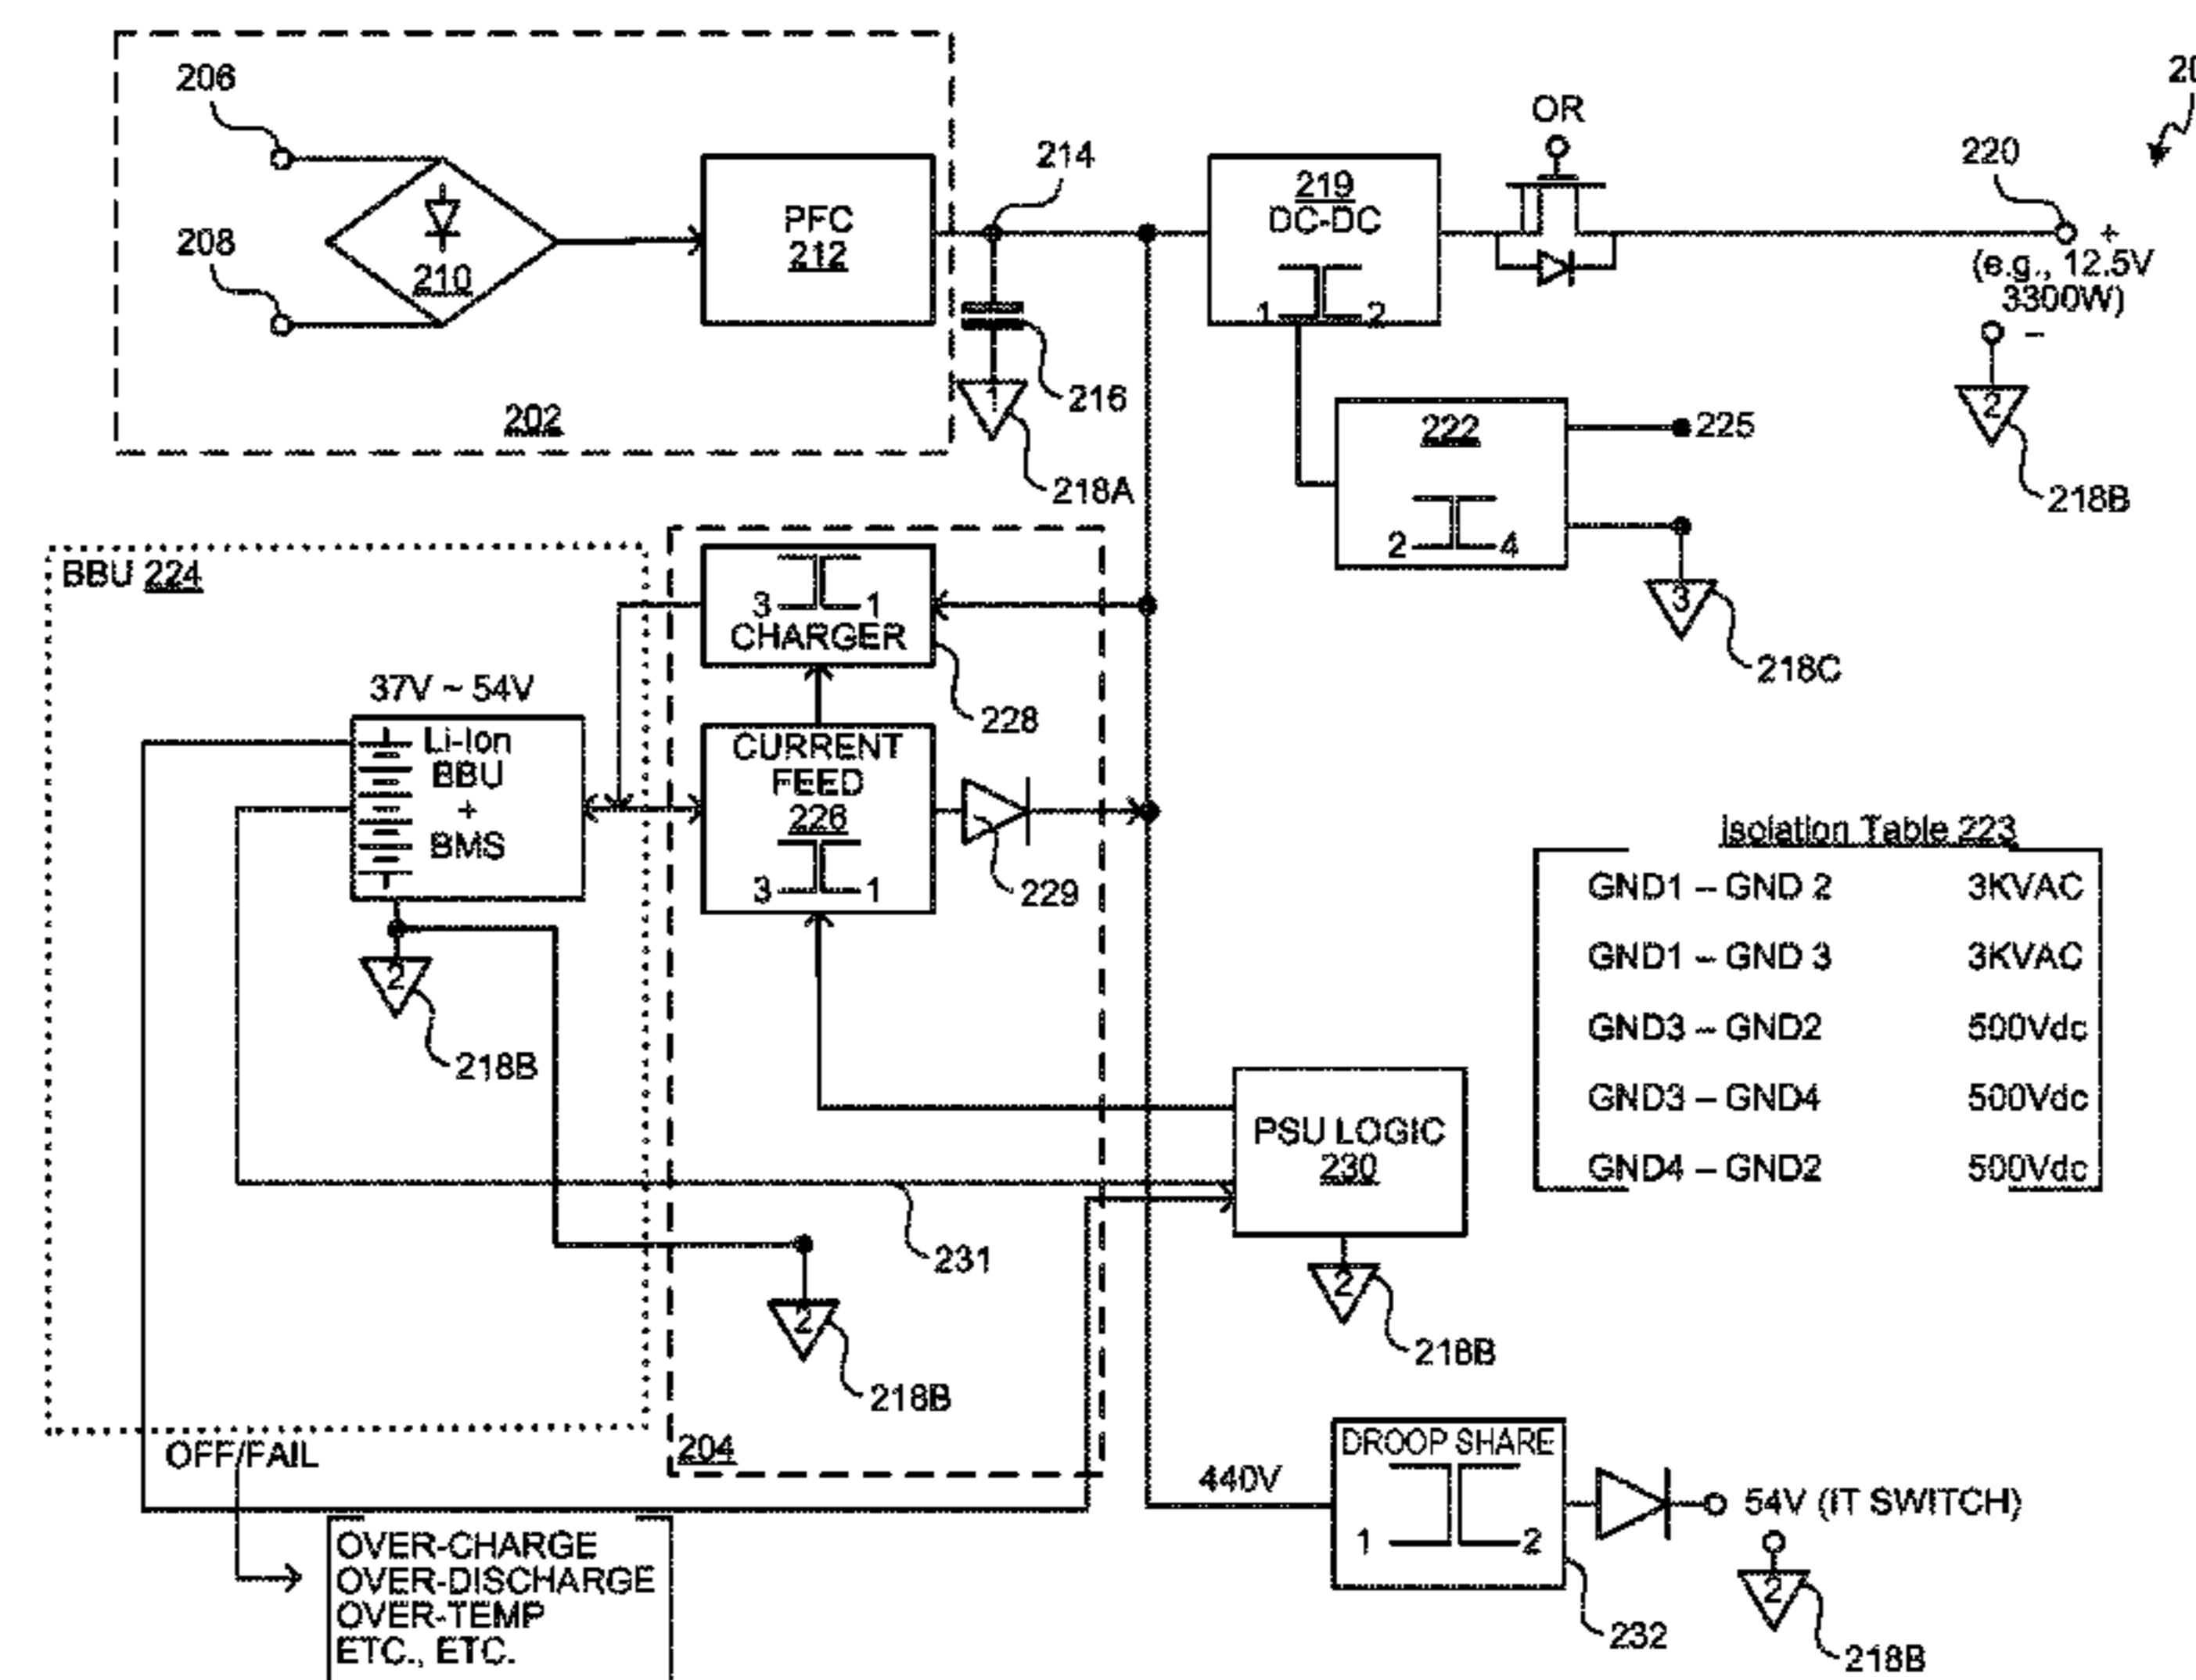 206
208
210
PFC
212
202
214
216
1
218A
219
DC-DC
1
2
OR
220
+
(e.g., 12.5V
3300W)
-
2
218B
222
2
4
225
3
218C
BBU 224
37V ~ 54V
Li-Ion
BBU
+
BMS
2
218B
3
1
CHARGER
228
CURRENT
FEED
226
3
1
229
Isolation Table 223
GND1 – GND 2 3KVAC
GND1 – GND 3 3KVAC
GND3 – GND2 500Vdc
GND3 – GND4 500Vdc
GND4 – GND2 500Vdc
PSU LOGIC
230
2
218B
231
2
218B
204
OFF/FAIL
OVER-CHARGE
OVER-DISCHARGE
OVER-TEMP
ETC., ETC.
440V
DROOP SHARE
1
2
232
54V (IT SWITCH)
2
218B